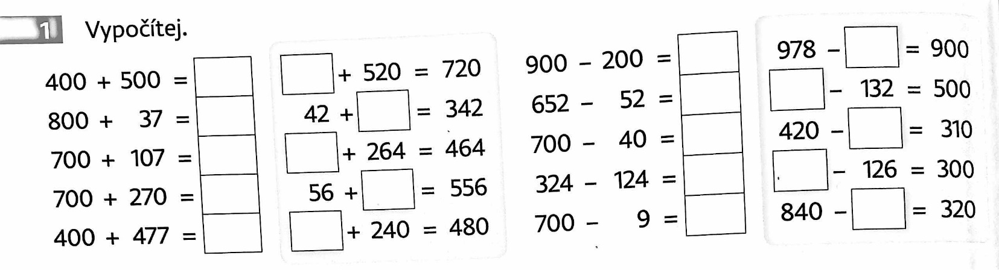 1 Vypočítej.
400 + 500 =
800 + 37 =
700 + 107 =
700 + 270 =
400 + 477 =
+ 520 = 720
42 + = 342
+ 264 = 464
56 + = 556
+ 240 = 480
900 - 200 =
652 - 52 =
700 - 40 =
324 - 124 =
700 - 9 =
978 - = 900
- 132 = 500
420 - = 310
- 126 = 300
840 - = 320